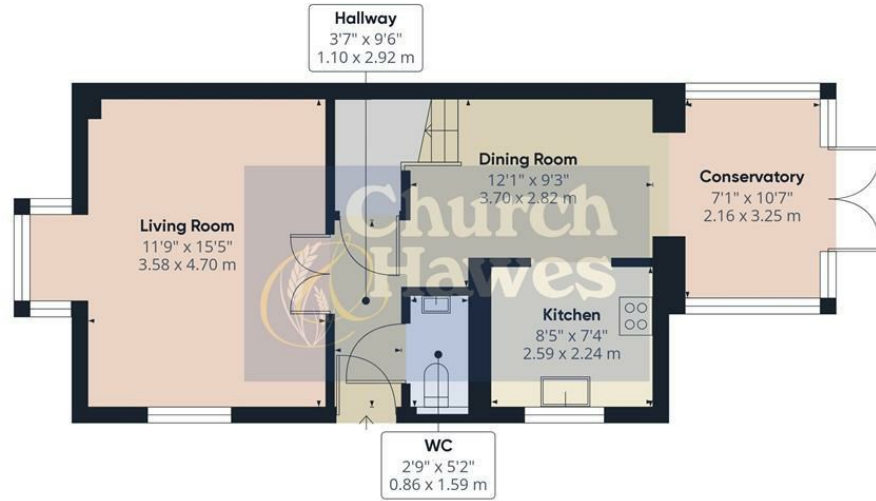 Hallway
3'7" x 9'6"
1.10 x 2.92 m
Dining Room
12'1" x 9'3"
3.70 x 2.82 m
Conservatory
7'1" x 10'7"
2.16 x 3.25 m
Living Room
11'9" x 15'5"
3.58 x 4.70 m
Church
Hawes
Kitchen
8'5" x 7'4"
2.59 x 2.24 m
WC
2'9" x 5'2"
0.86 x 1.59 m